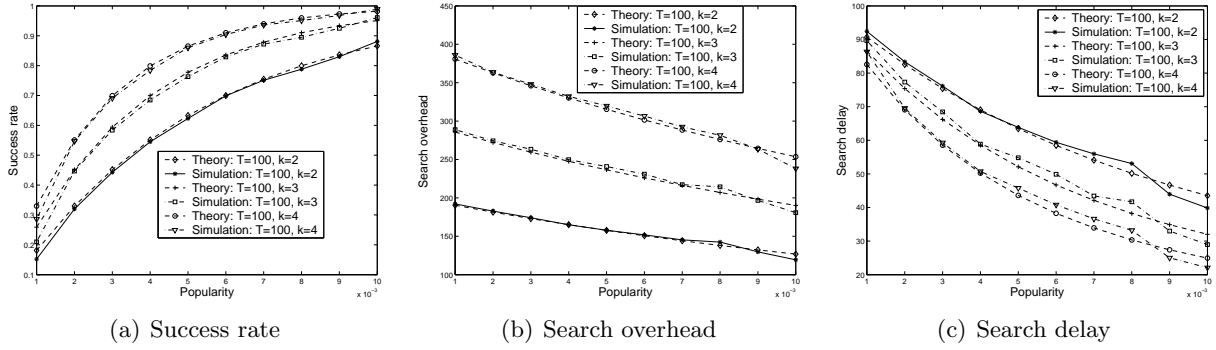 1
0.9
0.8
0.7
0.6
0.5
0.4
0.3
0.2
0.1
Success rate
Theory: T=100, k=2
Simulation: T=100, k=2
Theory: T=100, k=3
Simulation: T=100, k=3
Theory: T=100, k=4
Simulation: T=100, k=4
1 2 3 4 5 6 7 8 9 10
Popularity
x 10⁻³
(a) Success rate
450
400
350
300
250
200
150
100
Search overhead
Theory: T=100, k=2
Simulation: T=100, k=2
Theory: T=100, k=3
Simulation: T=100, k=3
Theory: T=100, k=4
Simulation: T=100, k=4
1 2 3 4 5 6 7 8 9 10
Popularity
x 10⁻³
(b) Search overhead
100
90
80
70
60
50
40
30
20
Search delay
Theory: T=100, k=2
Simulation: T=100, k=2
Theory: T=100, k=3
Simulation: T=100, k=3
Theory: T=100, k=4
Simulation: T=100, k=4
1 2 3 4 5 6 7 8 9 10
Popularity
x 10⁻³
(c) Search delay